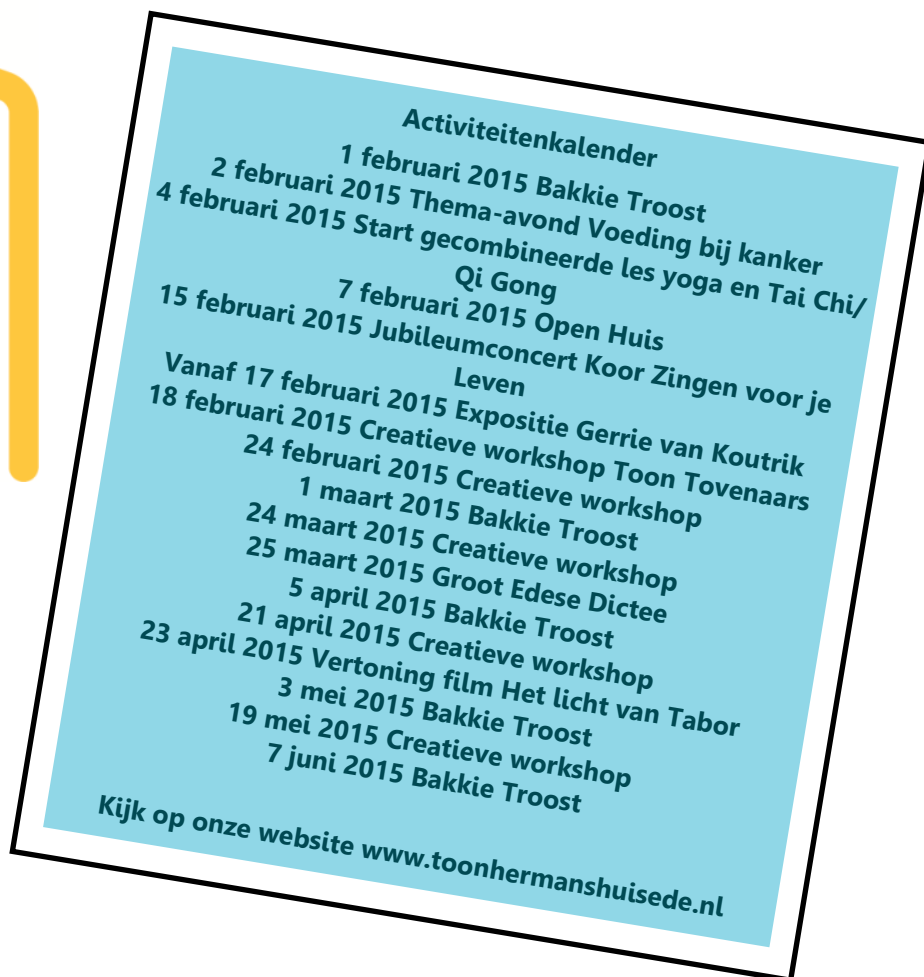 Activiteitenkalender
1 februari 2015 Bakkie Troost
2 februari 2015 Thema-avond Voeding bij kanker
4 februari 2015 Start gecombineerde les yoga en Tai Chi/
Qi Gong
7 februari 2015 Open Huis
15 februari 2015 Jubileumconcert Koor Zingen voor je
Leven
Vanaf 17 februari 2015 Expositie Gerrie van Koutrik
18 februari 2015 Creatieve workshop Toon Tovenaars
24 februari 2015 Creatieve workshop
1 maart 2015 Bakkie Troost
24 maart 2015 Creatieve workshop
25 maart 2015 Groot Edese Dictee
5 april 2015 Bakkie Troost
21 april 2015 Creatieve workshop
23 april 2015 Vertoning film Het licht van Tabor
3 mei 2015 Bakkie Troost
19 mei 2015 Creatieve workshop
7 juni 2015 Bakkie Troost
Kijk op onze website www.toonhermanshuisede.nl